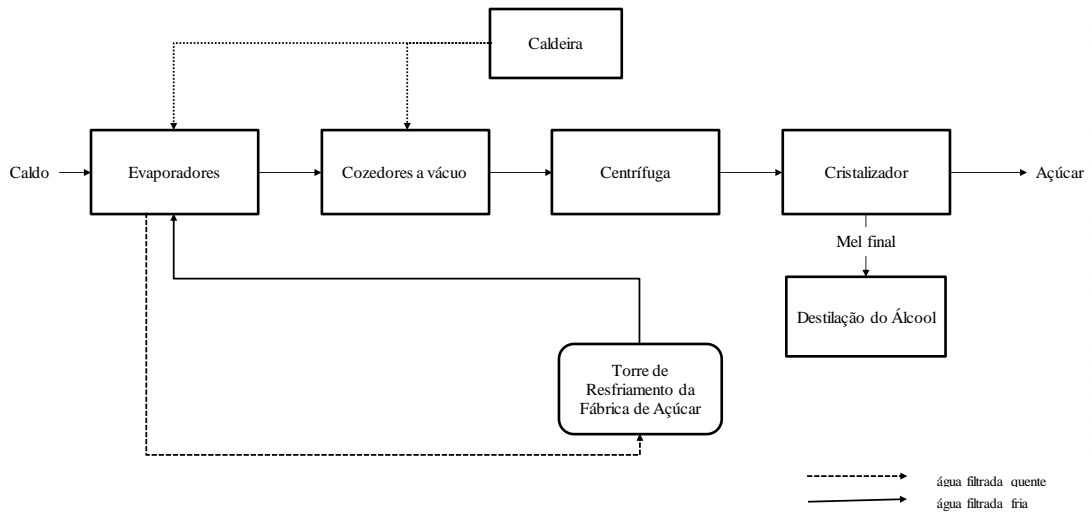 Caldeira
Caldo
Evaporadores
Cozedores a vácuo
Centrífuga
Cristalizador
Açúcar
Mel final
Destilação do Álcool
Torre de
Resfriamento da
Fábrica de Açúcar
água filtrada quente
água filtrada fria